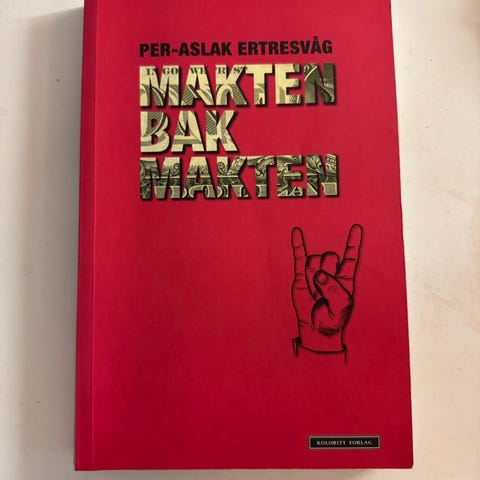 PER-ASLAK ERTRESVÅG
MAKTEN
BAK
MAKTEN
KOLORITT FORLAG